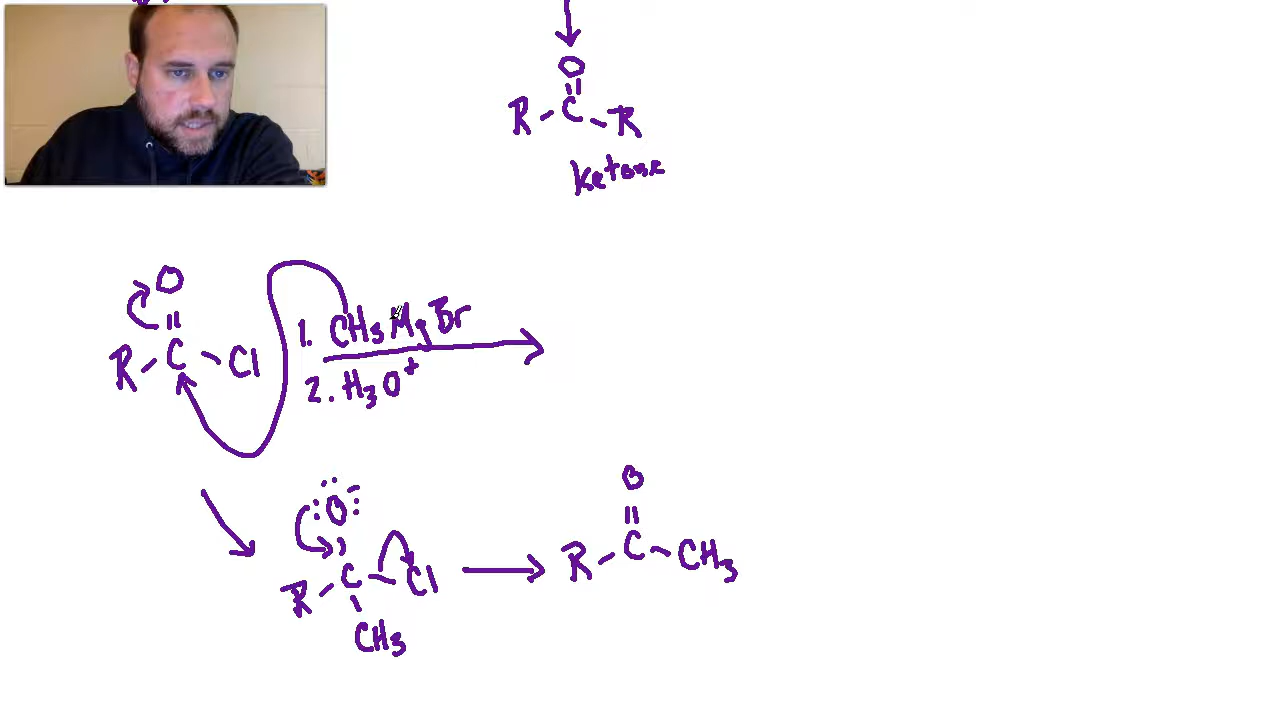 O
R C R
ketone
O
R C Cl
1. CH3MgBr
2. H3O+
O
R C Cl
CH3
O
R C CH3